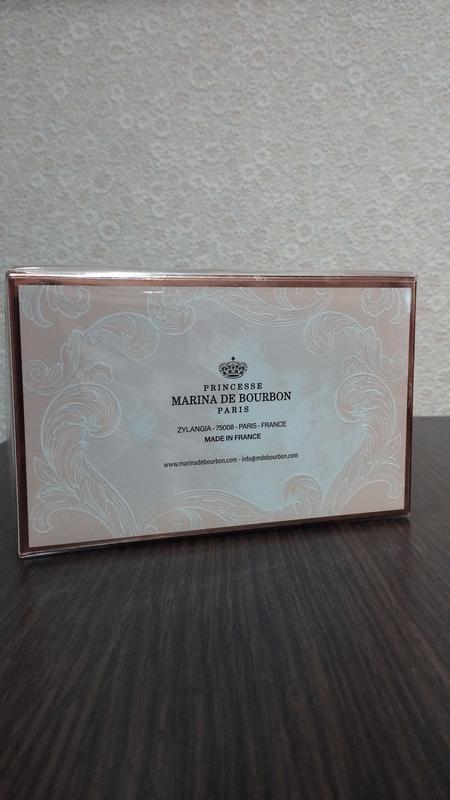 PRINCESSE
MARINA DE BOURBON
PARIS
ZYLANGIA - 75008 - PARIS - FRANCE
MADE IN FRANCE
www.marinadebourbon.com - info@mdebourbon.com